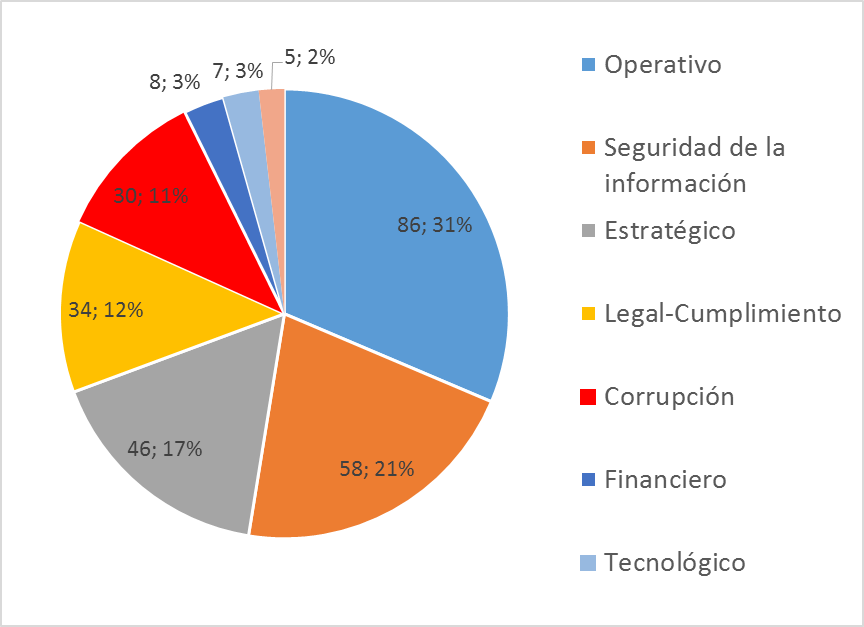 5; 2%
7; 3%
8; 3%
30; 11%
86; 31%
34; 12%
46; 17%
58; 21%
Operativo
Seguridad de la
información
Estratégico
Legal-Cumplimiento
Corrupción
Financiero
Tecnológico